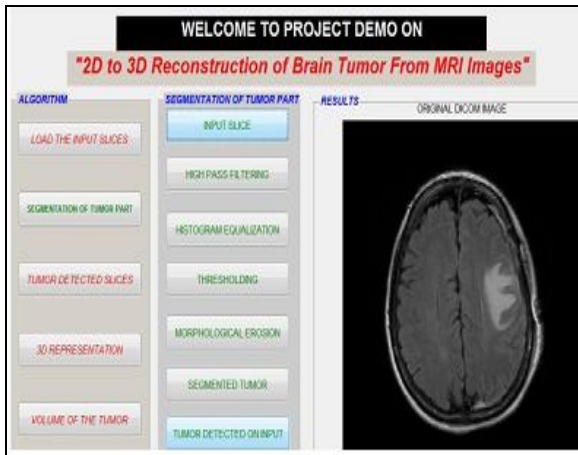 WELCOME TO PROJECT DEMO ON
"2D to 3D Reconstruction of Brain Tumor From MRI Images"
ALGORITHM
LOAD THE INPUT SLICES
SEGMENTATION OF TUMOR PART
TUMOR DETECTED SLICES
3D REPRESENTATION
VOLUME OF THE TUMOR
SEGMENTATION OF TUMOR PART
INPUT SLICE
HIGH PASS FILTERING
HISTOGRAM EQUALIZATION
THRESHOLDING
MORPHOLOGICAL EROSION
SEGMENTED TUMOR
TUMOR DETECTED ON INPUT
RESULTS
ORIGINAL DICOM IMAGE